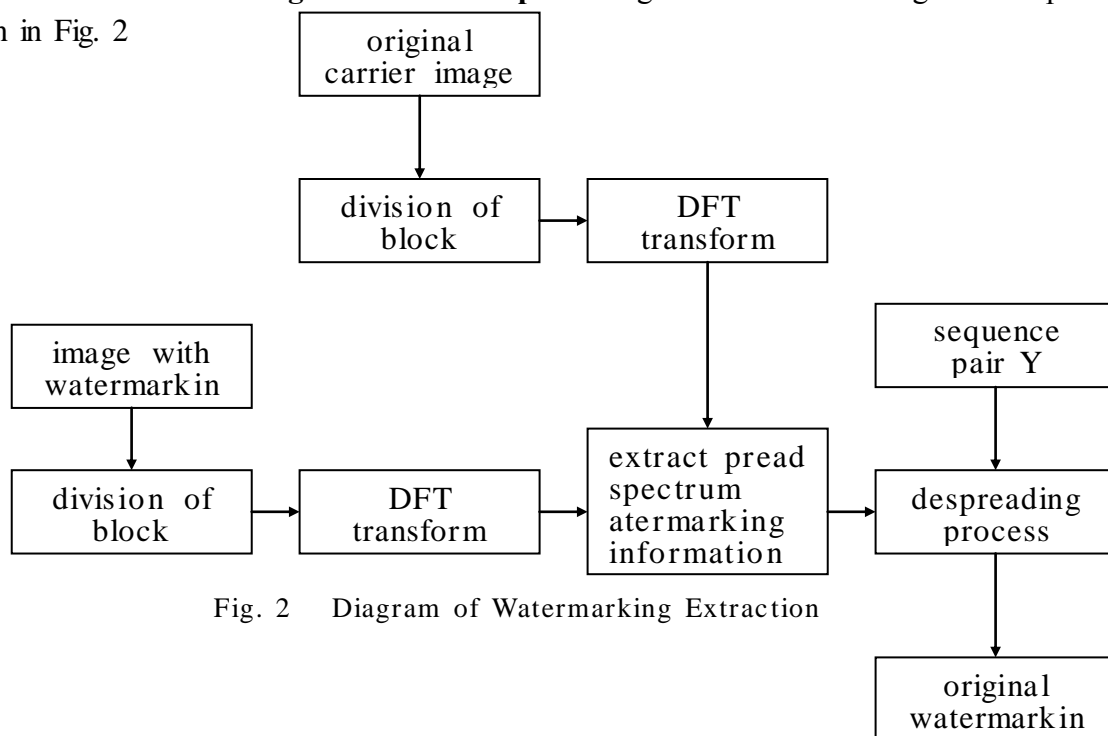 original
carrier image
n in Fig. 2
division of
block
DFT
transform
image with
watermarkin
sequence
pair Y
division of
block
DFT
transform
extract pread
spectrum
atermarking
information
despreading
process
Fig. 2 Diagram of Watermarking Extraction
original
watermarkin